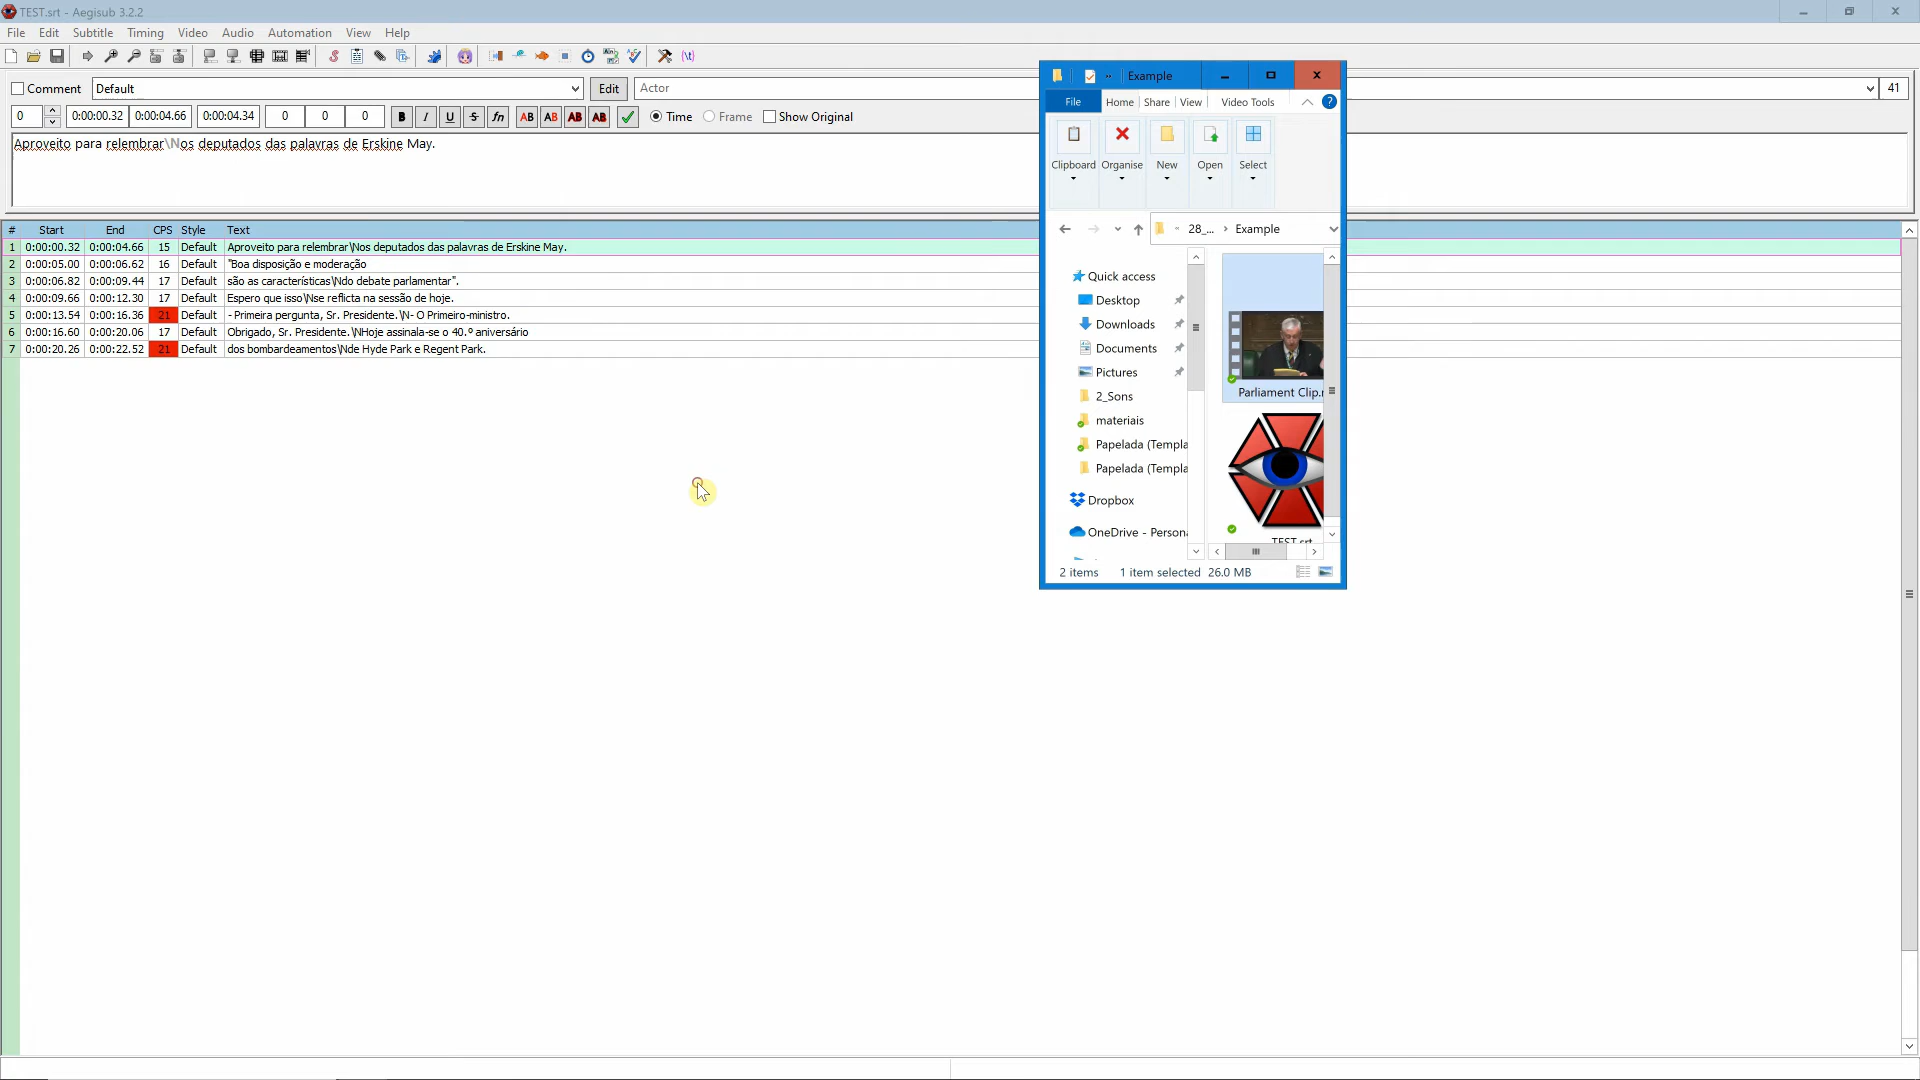 TEST.srt - Aegisub 3.2.2
File Edit Subtitle Timing Video Audio Automation View Help
Comment Default Edit Actor 41
0 0:00:00.32 0:00:04.66 0:00:04.34 0 0 0 B I U S fn AB AB AB AB Time Frame Show Original
Aproveito para relembrar\Nos deputados das palavras de Erskine May.
# Start End CPS Style Text
1 0:00:00.32 0:00:04.66 15 Default Aproveito para relembrar\Nos deputados das palavras de Erskine May.
2 0:00:05.00 0:00:06.62 16 Default "Boa disposição e moderação
3 0:00:06.82 0:00:09.44 17 Default são as características\Ndo debate parlamentar".
4 0:00:09.66 0:00:12.30 17 Default Espero que isso\Nse reflicta na sessão de hoje.
5 0:00:13.54 0:00:16.36 21 Default - Primeira pergunta, Sr. Presidente.\N- O Primeiro-ministro.
6 0:00:16.60 0:00:20.06 17 Default Obrigado, Sr. Presidente.\NHoje assinala-se o 40.º aniversário
7 0:00:20.26 0:00:22.52 21 Default dos bombardeamentos\Nde Hyde Park e Regent Park.
Example
File Home Share View Video Tools
Clipboard Organise New Open Select
28_... Example
Quick access
Desktop
Downloads
Documents
Pictures
2_Sons
materiais
Papelada (Templa
Papelada (Templa
Dropbox
OneDrive - Persona
Parliament Clip.
TEST.srt
2 items 1 item selected 26.0 MB